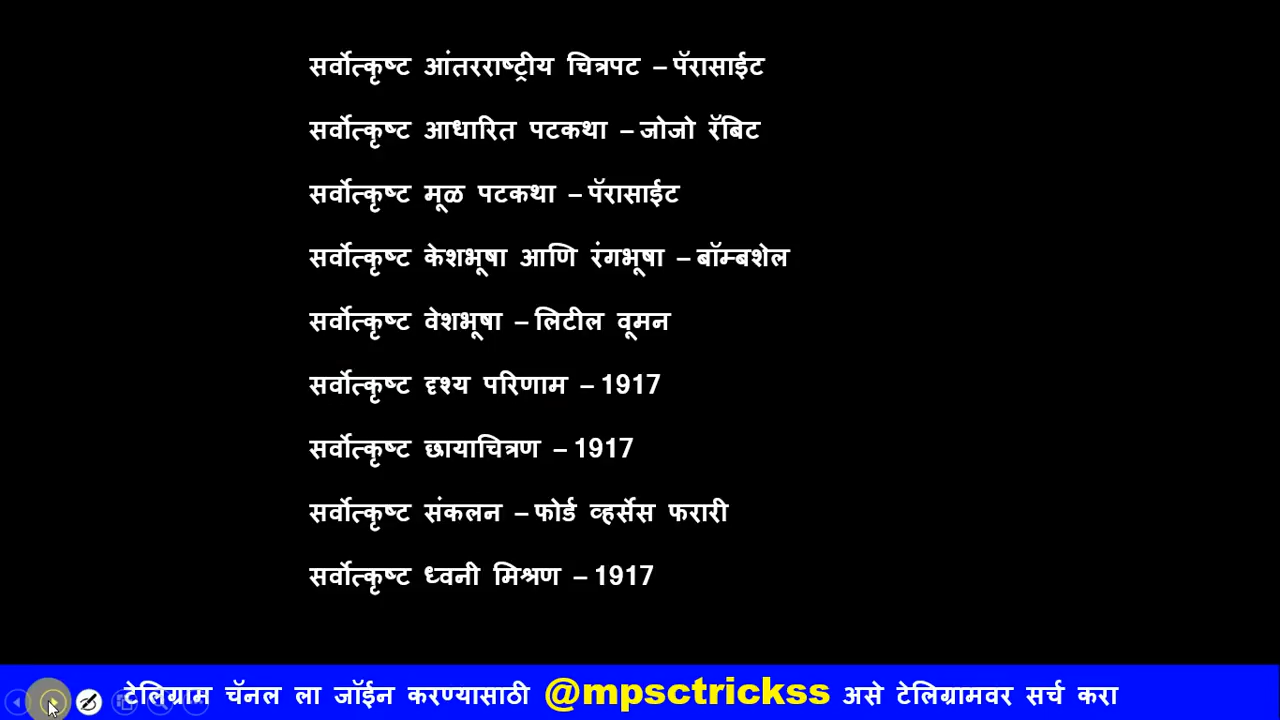 सर्वोत्कृष्ट आंतरराष्ट्रीय चित्रपट – पॅरासाईट
सर्वोत्कृष्ट आधारित पटकथा – जोजो रॅबिट
सर्वोत्कृष्ट मूळ पटकथा – पॅरासाईट
सर्वोत्कृष्ट केशभूषा आणि रंगभूषा – बॉम्बशेल
सर्वोत्कृष्ट वेशभूषा – लिटील वूमन
सर्वोत्कृष्ट दृश्य परिणाम – 1917
सर्वोत्कृष्ट छायाचित्रण – 1917
सर्वोत्कृष्ट संकलन – फोर्ड व्हर्सेस फरारी
सर्वोत्कृष्ट ध्वनी मिश्रण – 1917
टेलिग्राम चॅनल ला जॉईन करण्यासाठी @mpsctrickss असे टेलिग्रामवर सर्च करा